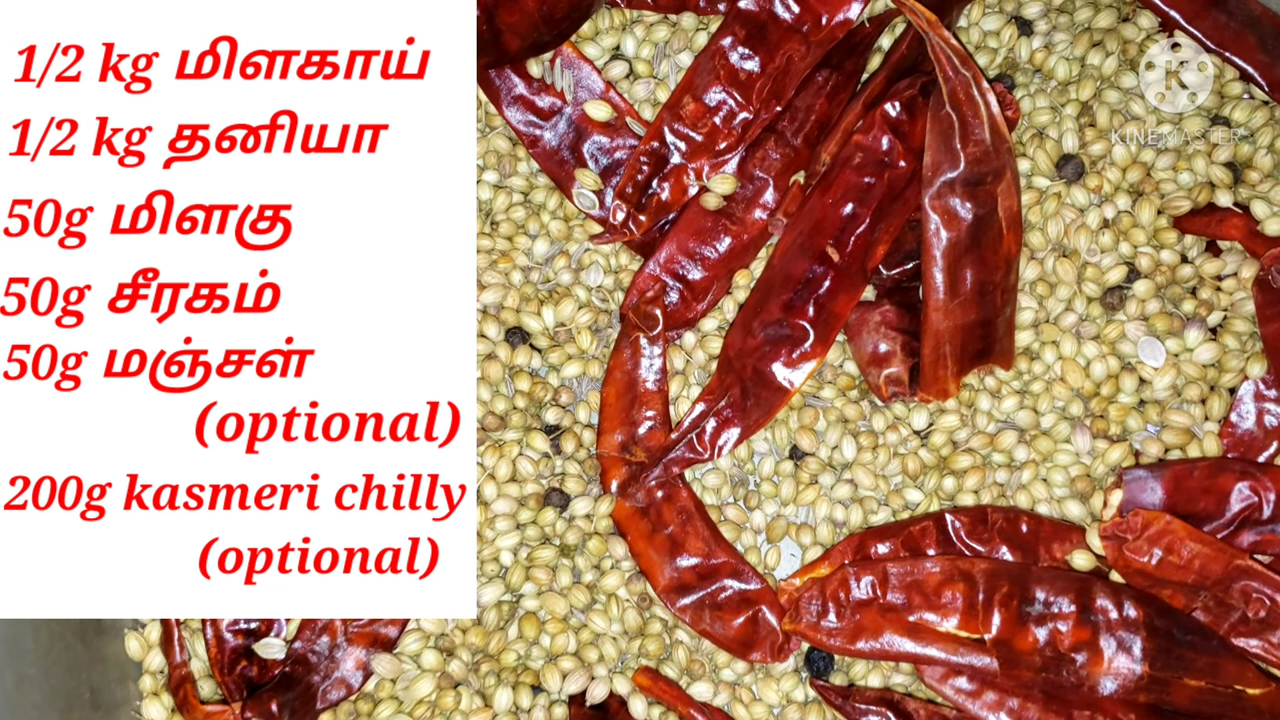 1/2 kg மிளகாய்
1/2 kg தனியா
50g மிளகு
50g சீரகம்
50g மஞ்சள்
(optional)
200g kasmeri chilly
(optional)
K
KINEMASTER